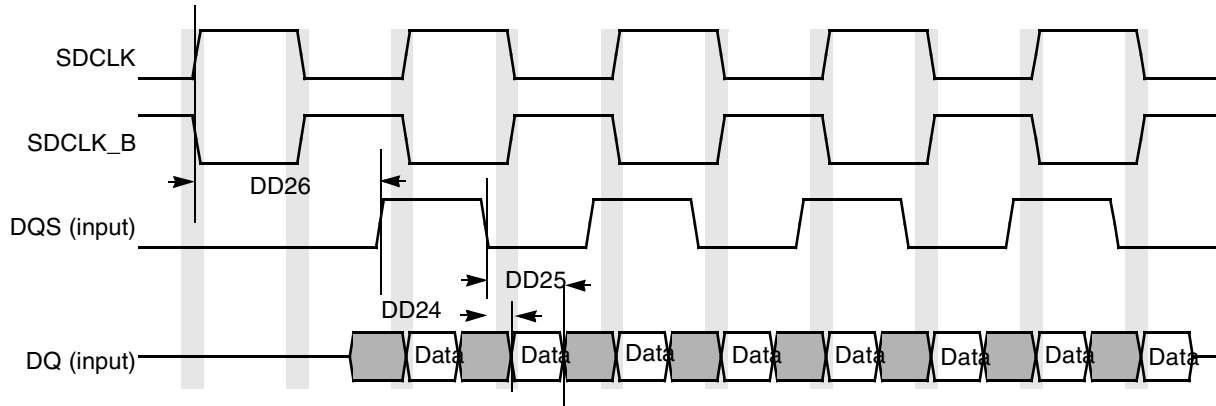 SDCLK
SDCLK_B
DD26
DQS (input)
DD25
DD24
DQ (input) Data Data Data Data Data Data Data Data